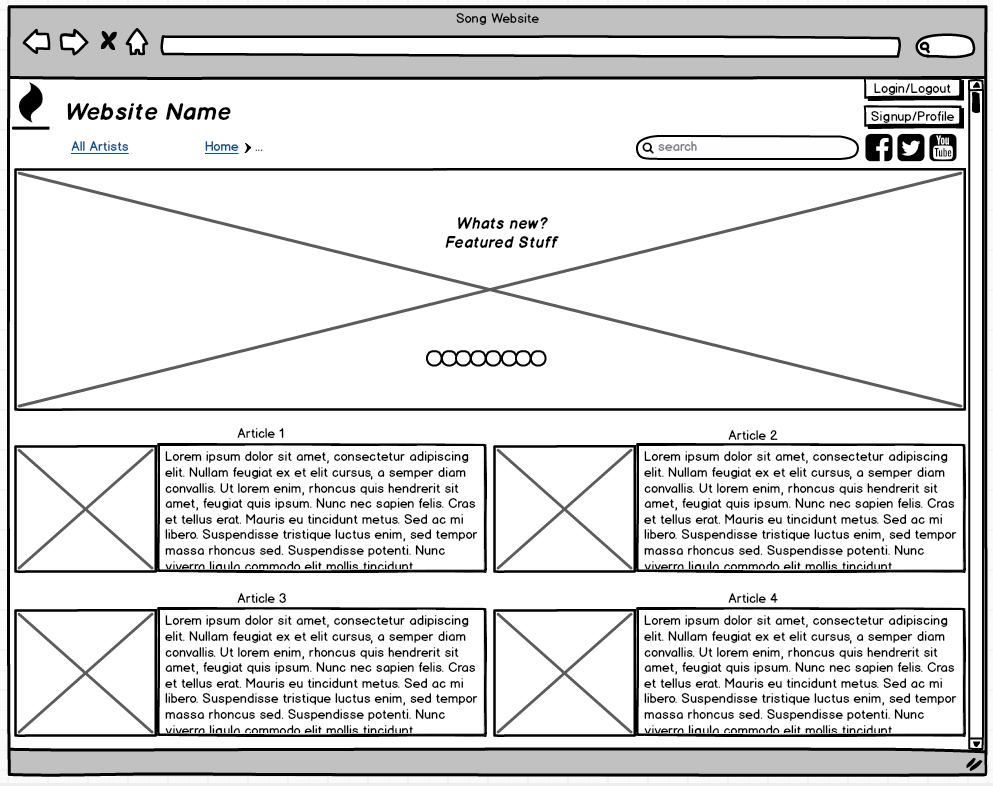 Song Website
Login/Logout
Website Name
Signup/Profile
All Artists
Home
...
search
You
Tube
Whats new?
Featured Stuff
Article 1
Lorem ipsum dolor sit amet, consectetur adipiscing
elit. Nullam feugiat ex et elit cursus, a semper diam
convallis. Ut lorem enim, rhoncus quis hendrerit sit
amet, feugiat quis ipsum. Nunc nec sapien felis. Cras
et tellus erat. Mauris eu tincidunt metus. Sed ac mi
libero. Suspendisse tristique luctus enim, sed tempor
massa rhoncus sed. Suspendisse potenti. Nunc
viverra ligula commodo elit mollis tincidunt
Article 2
Lorem ipsum dolor sit amet, consectetur adipiscing
elit. Nullam feugiat ex et elit cursus, a semper diam
convallis. Ut lorem enim, rhoncus quis hendrerit sit
amet, feugiat quis ipsum. Nunc nec sapien felis. Cras
et tellus erat. Mauris eu tincidunt metus. Sed ac mi
libero. Suspendisse tristique luctus enim, sed tempor
massa rhoncus sed. Suspendisse potenti. Nunc
viverra ligula commodo elit mollis tincidunt
Article 3
Lorem ipsum dolor sit amet, consectetur adipiscing
elit. Nullam feugiat ex et elit cursus, a semper diam
convallis. Ut lorem enim, rhoncus quis hendrerit sit
amet, feugiat quis ipsum. Nunc nec sapien felis. Cras
et tellus erat. Mauris eu tincidunt metus. Sed ac mi
libero. Suspendisse tristique luctus enim, sed tempor
massa rhoncus sed. Suspendisse potenti. Nunc
viverra ligula commodo elit mollis tincidunt
Article 4
Lorem ipsum dolor sit amet, consectetur adipiscing
elit. Nullam feugiat ex et elit cursus, a semper diam
convallis. Ut lorem enim, rhoncus quis hendrerit sit
amet, feugiat quis ipsum. Nunc nec sapien felis. Cras
et tellus erat. Mauris eu tincidunt metus. Sed ac mi
libero. Suspendisse tristique luctus enim, sed tempor
massa rhoncus sed. Suspendisse potenti. Nunc
viverra ligula commodo elit mollis tincidunt